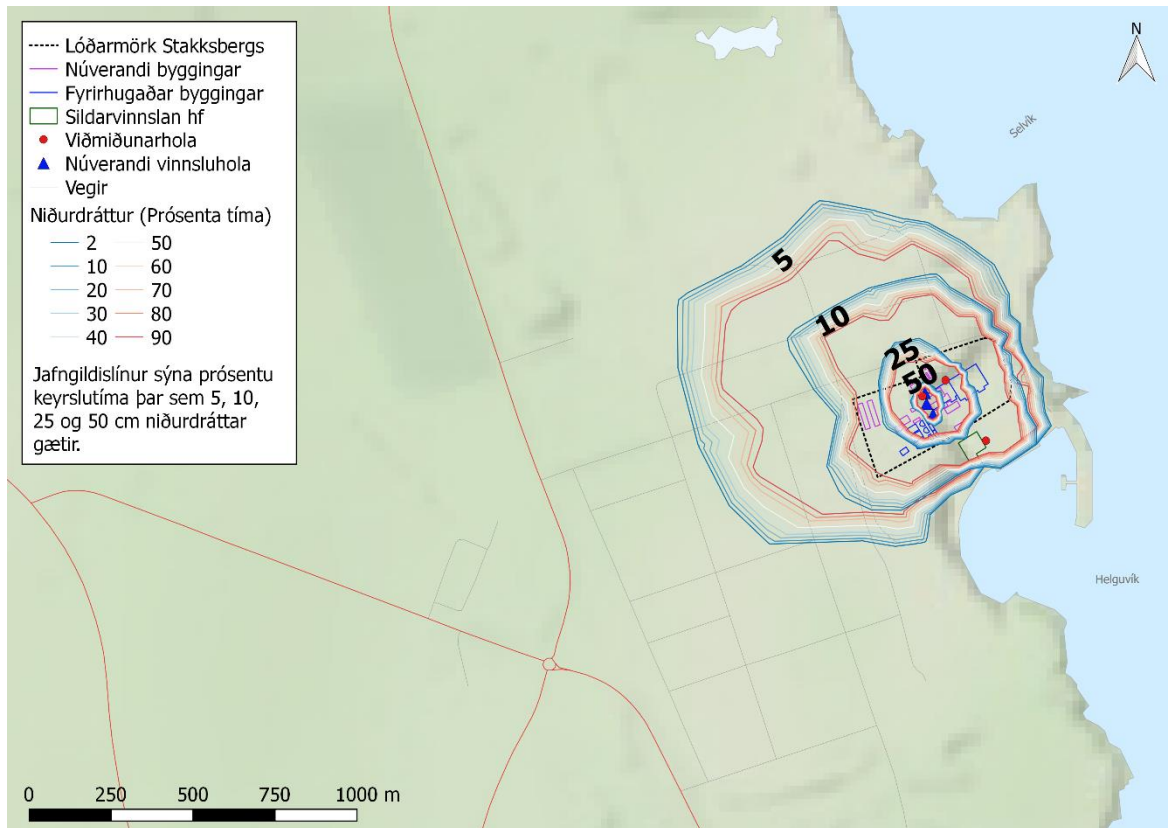 Lóðarmörk Stakksbergs
Núverandi byggingar
Fyrirhugaðar byggingar
Sildarvinnslan hf
Viðmiðunarhola
Núverandi vinnsluhola
Vegir
Niðurdráttur (Prósenta tíma)
2 50
10 60
20 70
30 80
40 90
Jafngildislínur sýna prósentu
keyrslutíma þar sem 5, 10,
25 og 50 cm niðurdráttar
gætir.
N
Selvík
5
10
25
50
Helguvík
0 250 500 750 1000 m